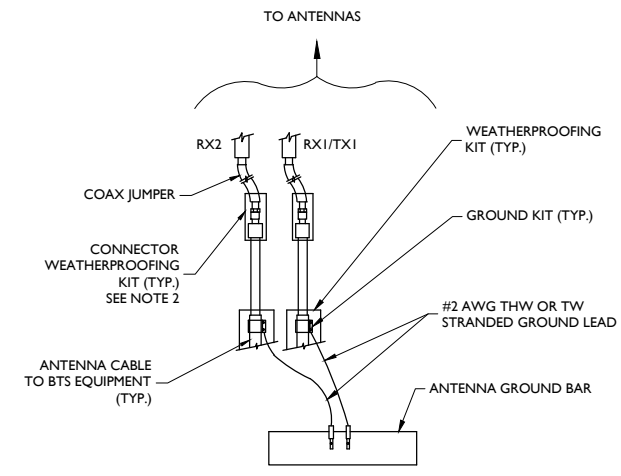 TO ANTENNAS
RX2
RX1/TX1
WEATHERPROOFING
KIT (TYP.)
COAX JUMPER
GROUND KIT (TYP.)
CONNECTOR
WEATHERPROOFING
KIT (TYP.)
SEE NOTE 2
#2 AWG THW OR TW
STRANDED GROUND LEAD
ANTENNA CABLE
TO BTS EQUIPMENT
(TYP.)
ANTENNA GROUND BAR